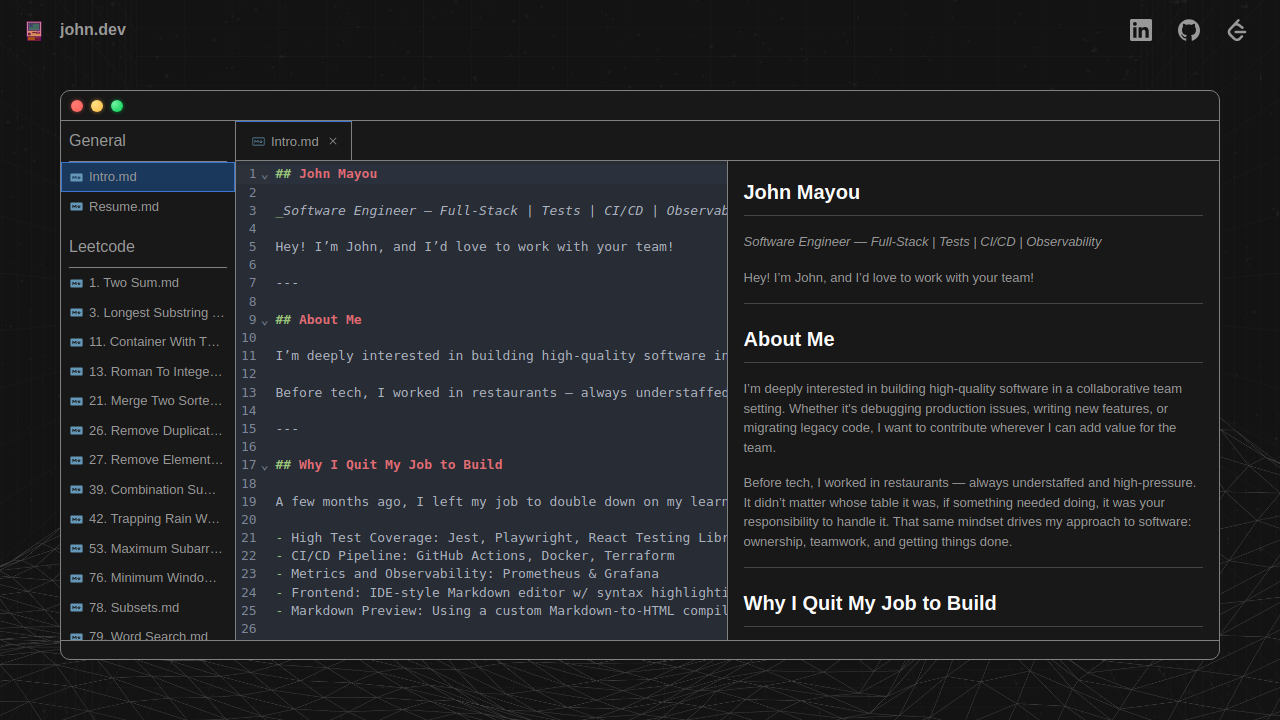 john.dev
General
Intro.md
Resume.md
Leetcode
1. Two Sum.md
3. Longest Substring ...
11. Container With T...
13. Roman To Intege...
21. Merge Two Sorte...
26. Remove Duplicat...
27. Remove Element...
39. Combination Su...
42. Trapping Rain W...
53. Maximum Subarr...
76. Minimum Windo...
78. Subsets.md
79. Word Search.md
Intro.md ×
1 ## John Mayou
2
3 _Software Engineer — Full-Stack | Tests | CI/CD | Observab
4
5 Hey! I’m John, and I’d love to work with your team!
6
7 ---
8
9 ## About Me
10
11 I’m deeply interested in building high-quality software in
12
13 Before tech, I worked in restaurants — always understaffed
14
15 ---
16
17 ## Why I Quit My Job to Build
18
19 A few months ago, I left my job to double down on my learn
20
21 - High Test Coverage: Jest, Playwright, React Testing Libr
22 - CI/CD Pipeline: GitHub Actions, Docker, Terraform
23 - Metrics and Observability: Prometheus & Grafana
24 - Frontend: IDE-style Markdown editor w/ syntax highlighti
25 - Markdown Preview: Using a custom Markdown-to-HTML compil
26
John Mayou
Software Engineer — Full-Stack | Tests | CI/CD | Observability
Hey! I’m John, and I’d love to work with your team!
About Me
I’m deeply interested in building high-quality software in a collaborative team
setting. Whether it's debugging production issues, writing new features, or
migrating legacy code, I want to contribute wherever I can add value for the
team.
Before tech, I worked in restaurants — always understaffed and high-pressure.
It didn’t matter whose table it was, if something needed doing, it was your
responsibility to handle it. That same mindset drives my approach to software:
ownership, teamwork, and getting things done.
Why I Quit My Job to Build